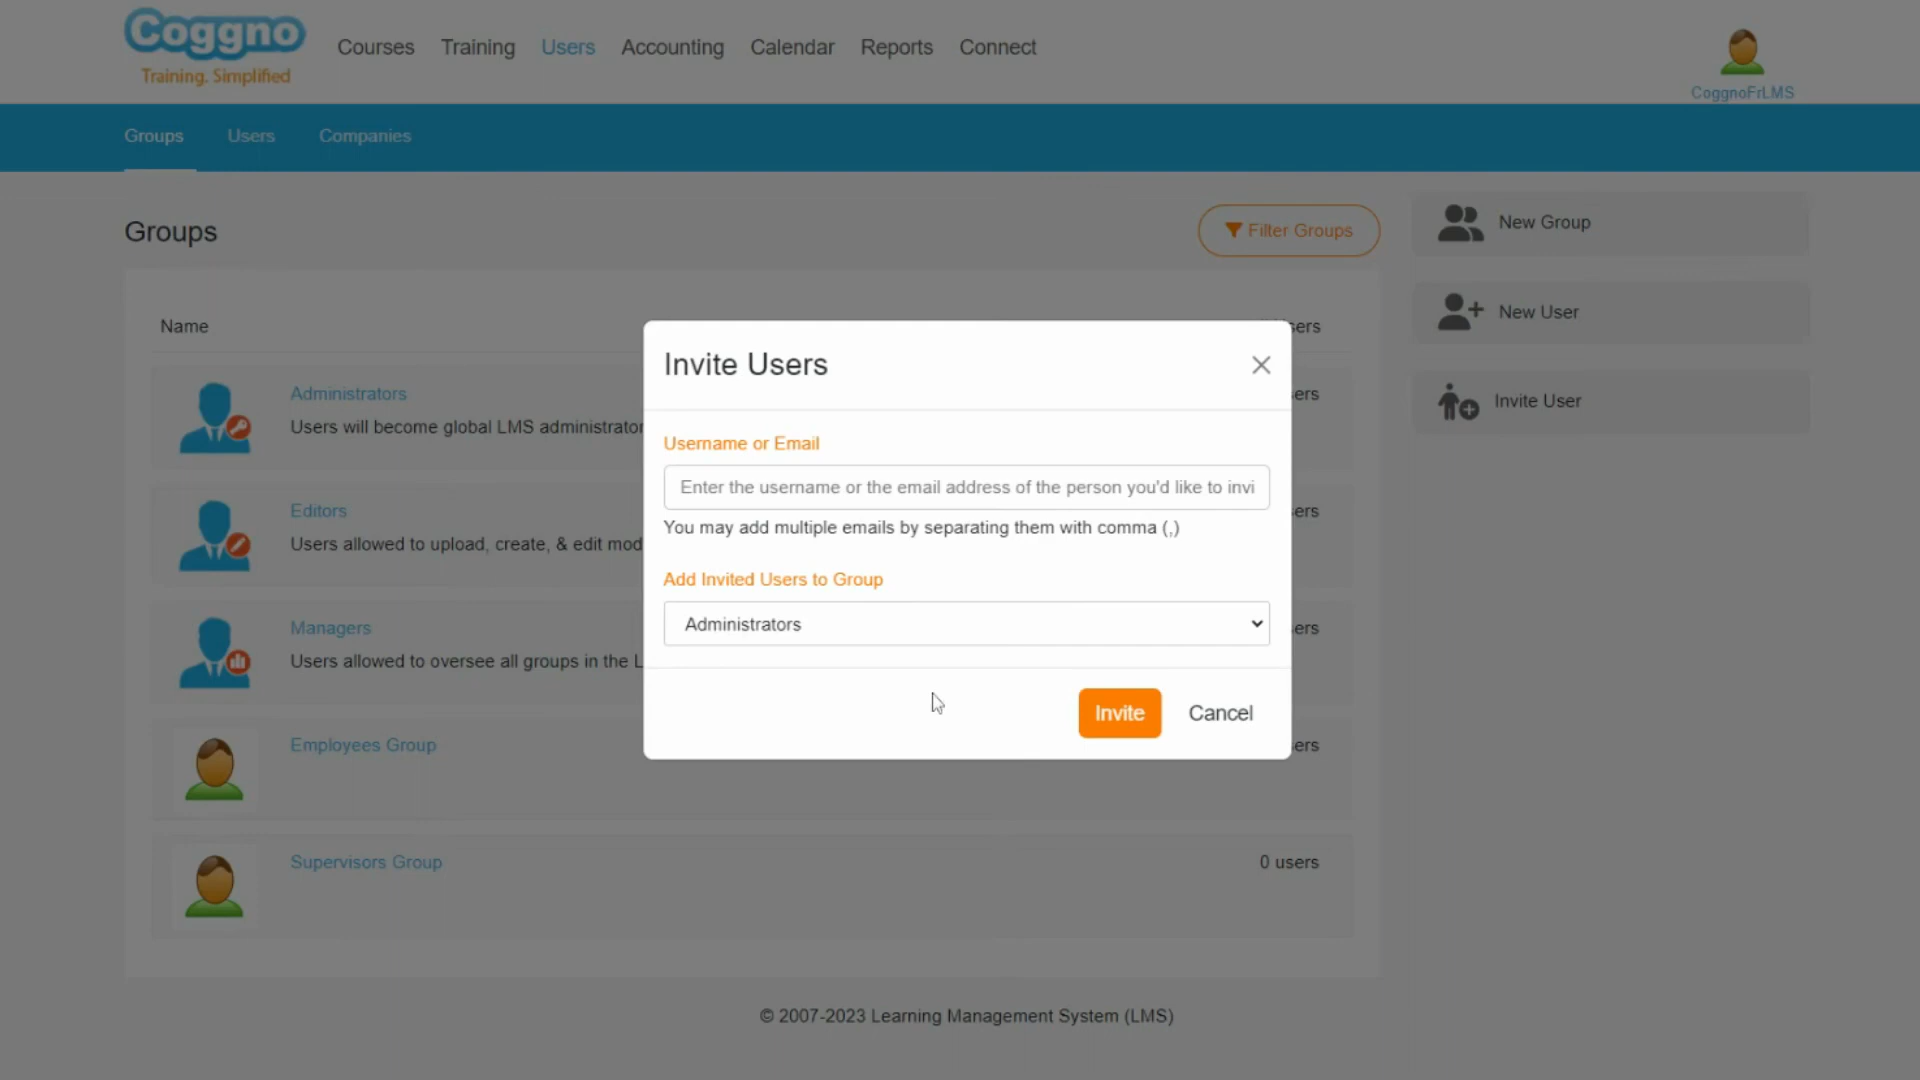 Coggno
Training. Simplified
Courses Training Users Accounting Calendar Reports Connect
CoggnoFrLMS
Groups Users Companies
Groups
Filter Groups
New Group
New User
Invite User
Name
sers
Administrators
Users will become global LMS administrator
ers
Editors
Users allowed to upload, create, & edit mod
ers
Managers
Users allowed to oversee all groups in the L
ers
Employees Group
ers
Supervisors Group
0 users
Invite Users
Username or Email
Enter the username or the email address of the person you'd like to invi
You may add multiple emails by separating them with comma (,)
Add Invited Users to Group
Administrators
Invite Cancel
© 2007-2023 Learning Management System (LMS)